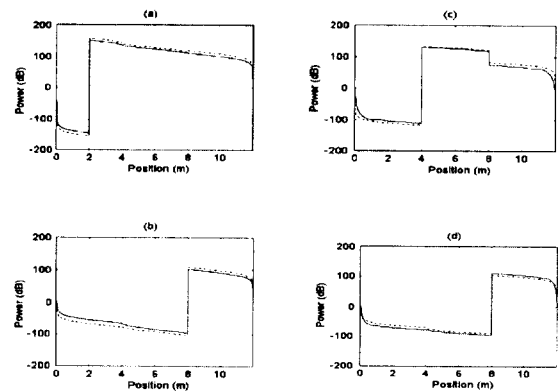 (a)
200
100
0
-100
-200
Power (dB)
0 2 4 6 8 10
Position (m)
(c)
200
100
0
-100
-200
Power (dB)
0 2 4 6 8 10
Position (m)
(b)
200
100
0
-100
-200
Power (dB)
0 2 4 6 8 10
Position (m)
(d)
200
100
0
-100
-200
Power (dB)
0 2 4 6 8 10
Position (m)